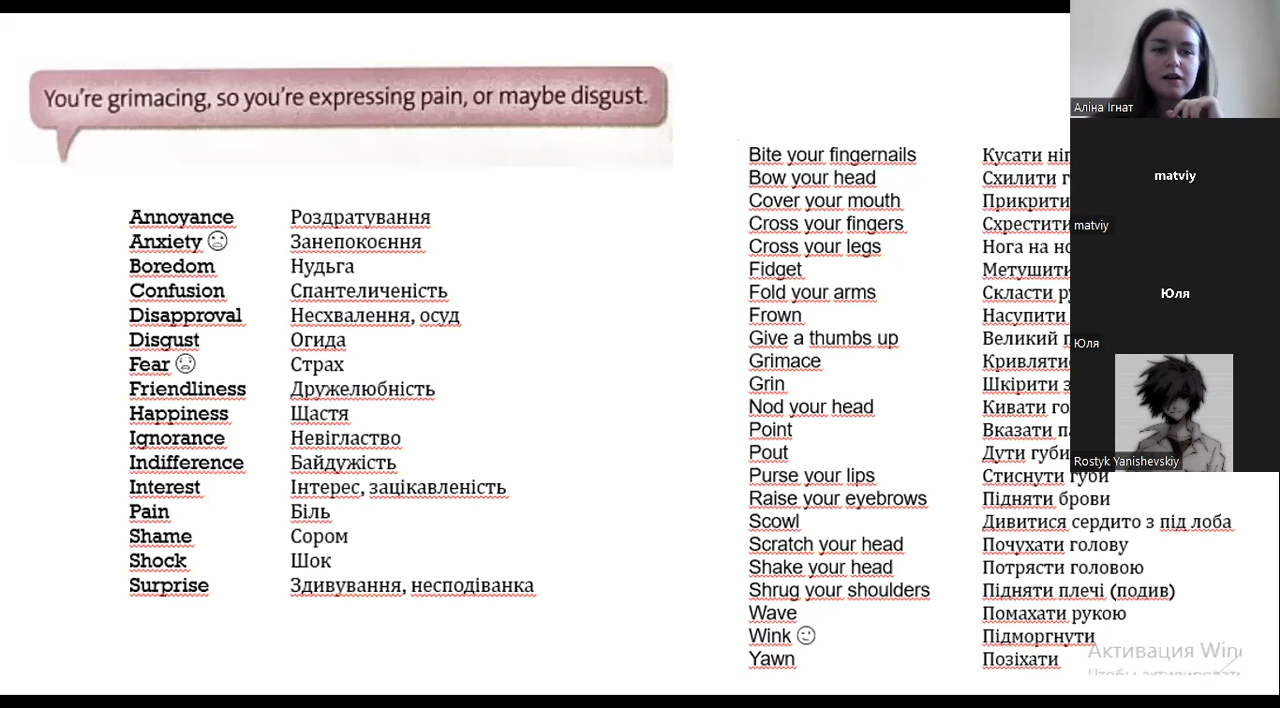 You're grimacing, so you're expressing pain, or maybe disgust.
Annoyance Роздратування
Anxiety Занепокоєння
Boredom Нудьга
Confusion Спантеличеність
Disapproval Несхвалення, осуд
Disgust Огида
Fear Страх
Friendliness Дружелюбність
Happiness Щастя
Ignorance Невігластво
Indifference Байдужість
Interest Інтерес, зацікавленість
Pain Біль
Shame Сором
Shock Шок
Surprise Здивування, несподіванка
Bite your fingernails Кусати
Bow your head Схилити
Cover your mouth Прикрити
Cross your fingers Схрестити
Cross your legs Нога на
Fidget Метушити
Fold your arms Скласти
Frown Насупити
Give a thumbs up Великий
Grimace
Grin Шкірити
Nod your head Кивати
Point Вказати
Pout Дути губи
Purse your lips Стиснути губи
Raise your eyebrows Підняти брови
Scowl Дивитися сердито з під лоба
Scratch your head Почухати голову
Shake your head Потрясти головою
Shrug your shoulders Підняти плечі (подив)
Wave Помахати рукою
Wink Підморгнути
Yawn Позіхати
Аліна Ігнат
matviy
matviy
Юля
Юля
Rostyk Yanishevskiy
Активация